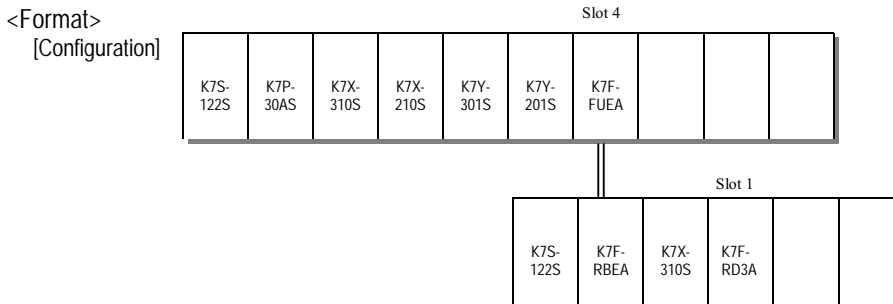 <Format>
Slot 4
[Configuration]
K7S-
122S
K7P-
30AS
K7X-
310S
K7X-
210S
K7Y-
301S
K7Y-
201S
K7F-
FUEA
Slot 1
K7S-
122S
K7F-
RBEA
K7X-
310S
K7F-
RD3A